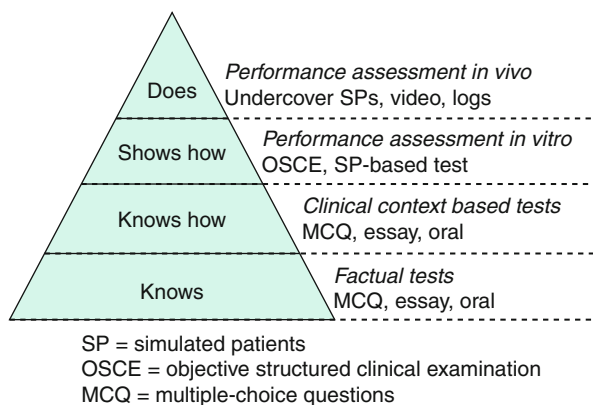 Does
Performance assessment in vivo
Undercover SPs, video, logs
Shows how
Performance assessment in vitro
OSCE, SP-based test
Knows how
Clinical context based tests
MCQ, essay, oral
Knows
Factual tests
MCQ, essay, oral
SP = simulated patients
OSCE = objective structured clinical examination
MCQ = multiple-choice questions